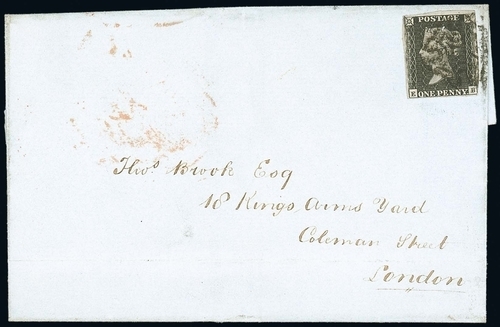 POSTAGE
E B
ONE PENNY
Thos Brook Esq
18 Kings Arms Yard
Coleman Street
London